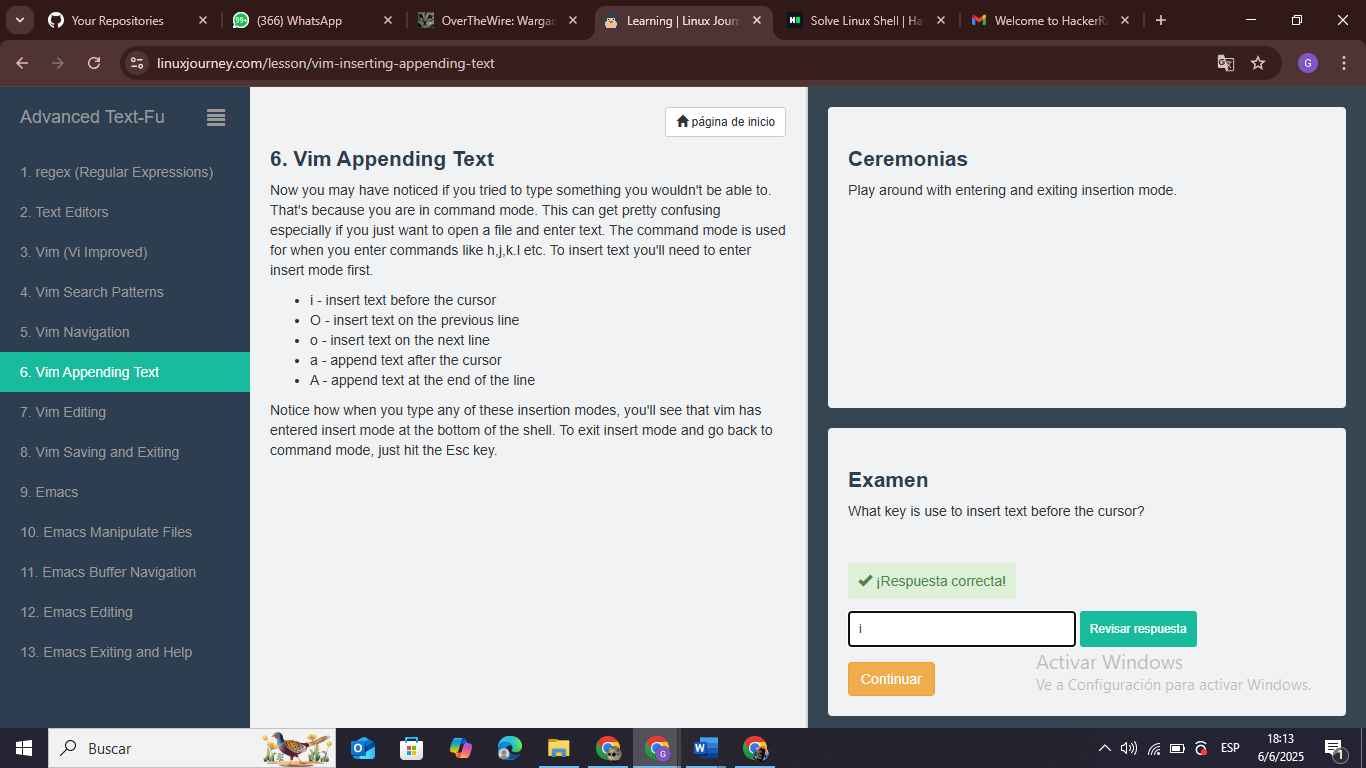 Your Repositories
99+
(366) WhatsApp
OverTheWire: Wargar
Learning | Linux Journ
Solve Linux Shell | Ha
Welcome to HackerRa
linuxjourney.com/lesson/vim-inserting-appending-text
G
Advanced Text-Fu
1. regex (Regular Expressions)
2. Text Editors
3. Vim (Vi Improved)
4. Vim Search Patterns
5. Vim Navigation
6. Vim Appending Text
7. Vim Editing
8. Vim Saving and Exiting
9. Emacs
10. Emacs Manipulate Files
11. Emacs Buffer Navigation
12. Emacs Editing
13. Emacs Exiting and Help
página de inicio
6. Vim Appending Text
Now you may have noticed if you tried to type something you wouldn't be able to.
That's because you are in command mode. This can get pretty confusing
especially if you just want to open a file and enter text. The command mode is used
for when you enter commands like h,j,k.l etc. To insert text you'll need to enter
insert mode first.
• i - insert text before the cursor
• O - insert text on the previous line
• o - insert text on the next line
• a - append text after the cursor
• A - append text at the end of the line
Notice how when you type any of these insertion modes, you'll see that vim has
entered insert mode at the bottom of the shell. To exit insert mode and go back to
command mode, just hit the Esc key.
Ceremonias
Play around with entering and exiting insertion mode.
Examen
What key is use to insert text before the cursor?
¡Respuesta correcta!
i
Revisar respuesta
Continuar
Activar Windows
Ve a Configuración para activar Windows.
Buscar
ESP
18:13
6/6/2025
1